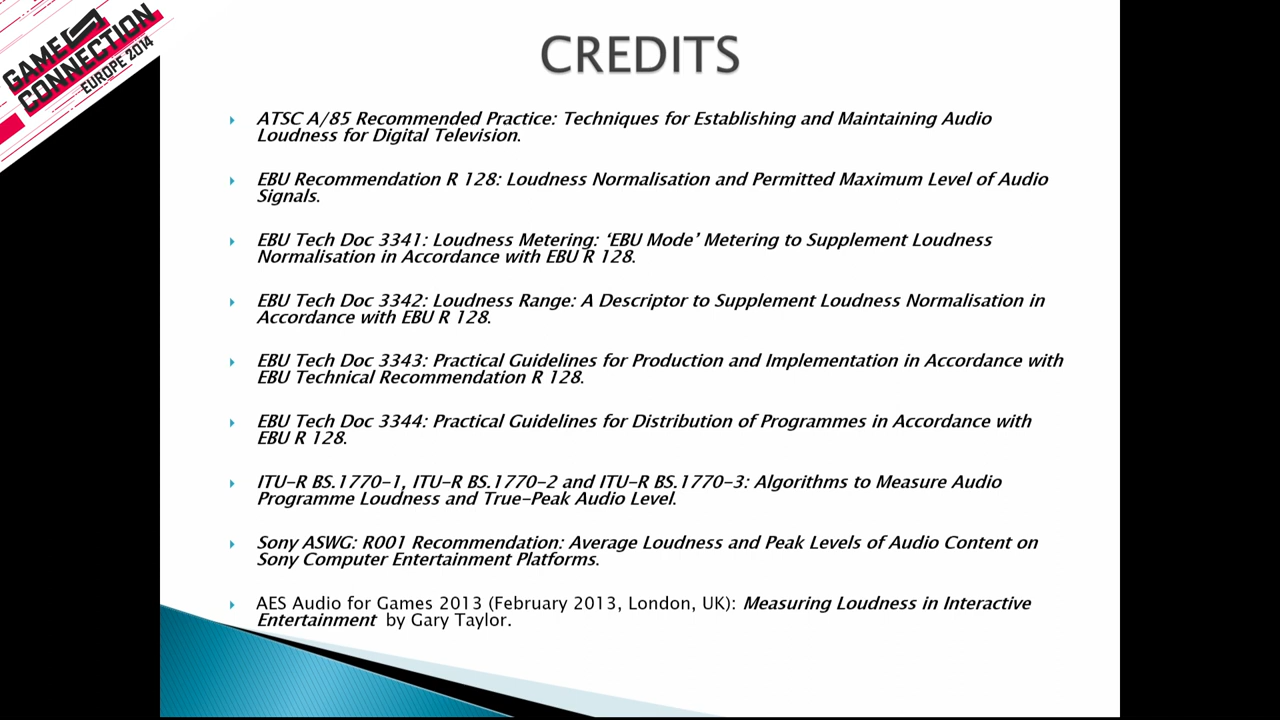 GAME
CONNECTION
EUROPE 2014
CREDITS
ATSC A/85 Recommended Practice: Techniques for Establishing and Maintaining Audio
Loudness for Digital Television.
EBU Recommendation R 128: Loudness Normalisation and Permitted Maximum Level of Audio
Signals.
EBU Tech Doc 3341: Loudness Metering: ‘EBU Mode’ Metering to Supplement Loudness
Normalisation in Accordance with EBU R 128.
EBU Tech Doc 3342: Loudness Range: A Descriptor to Supplement Loudness Normalisation in
Accordance with EBU R 128.
EBU Tech Doc 3343: Practical Guidelines for Production and Implementation in Accordance with
EBU Technical Recommendation R 128.
EBU Tech Doc 3344: Practical Guidelines for Distribution of Programmes in Accordance with
EBU R 128.
ITU-R BS.1770-1, ITU-R BS.1770-2 and ITU-R BS.1770-3: Algorithms to Measure Audio
Programme Loudness and True-Peak Audio Level.
Sony ASWG: R001 Recommendation: Average Loudness and Peak Levels of Audio Content on
Sony Computer Entertainment Platforms.
AES Audio for Games 2013 (February 2013, London, UK): Measuring Loudness in Interactive
Entertainment by Gary Taylor.